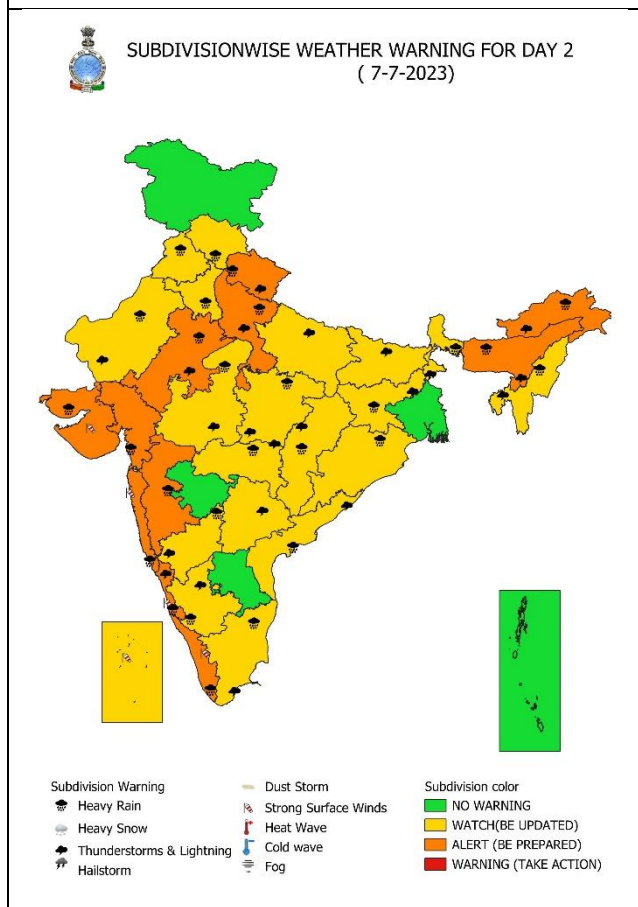 SUBDIVISIONWISE WEATHER WARNING FOR DAY 2
( 7-7-2023)
Subdivision Warning
Heavy Rain
Heavy Snow
Thunderstorms & Lightning
Hailstorm
Dust Storm
Strong Surface Winds
Heat Wave
Cold wave
Fog
Subdivision color
NO WARNING
WATCH(BE UPDATED)
ALERT (BE PREPARED)
WARNING (TAKE ACTION)